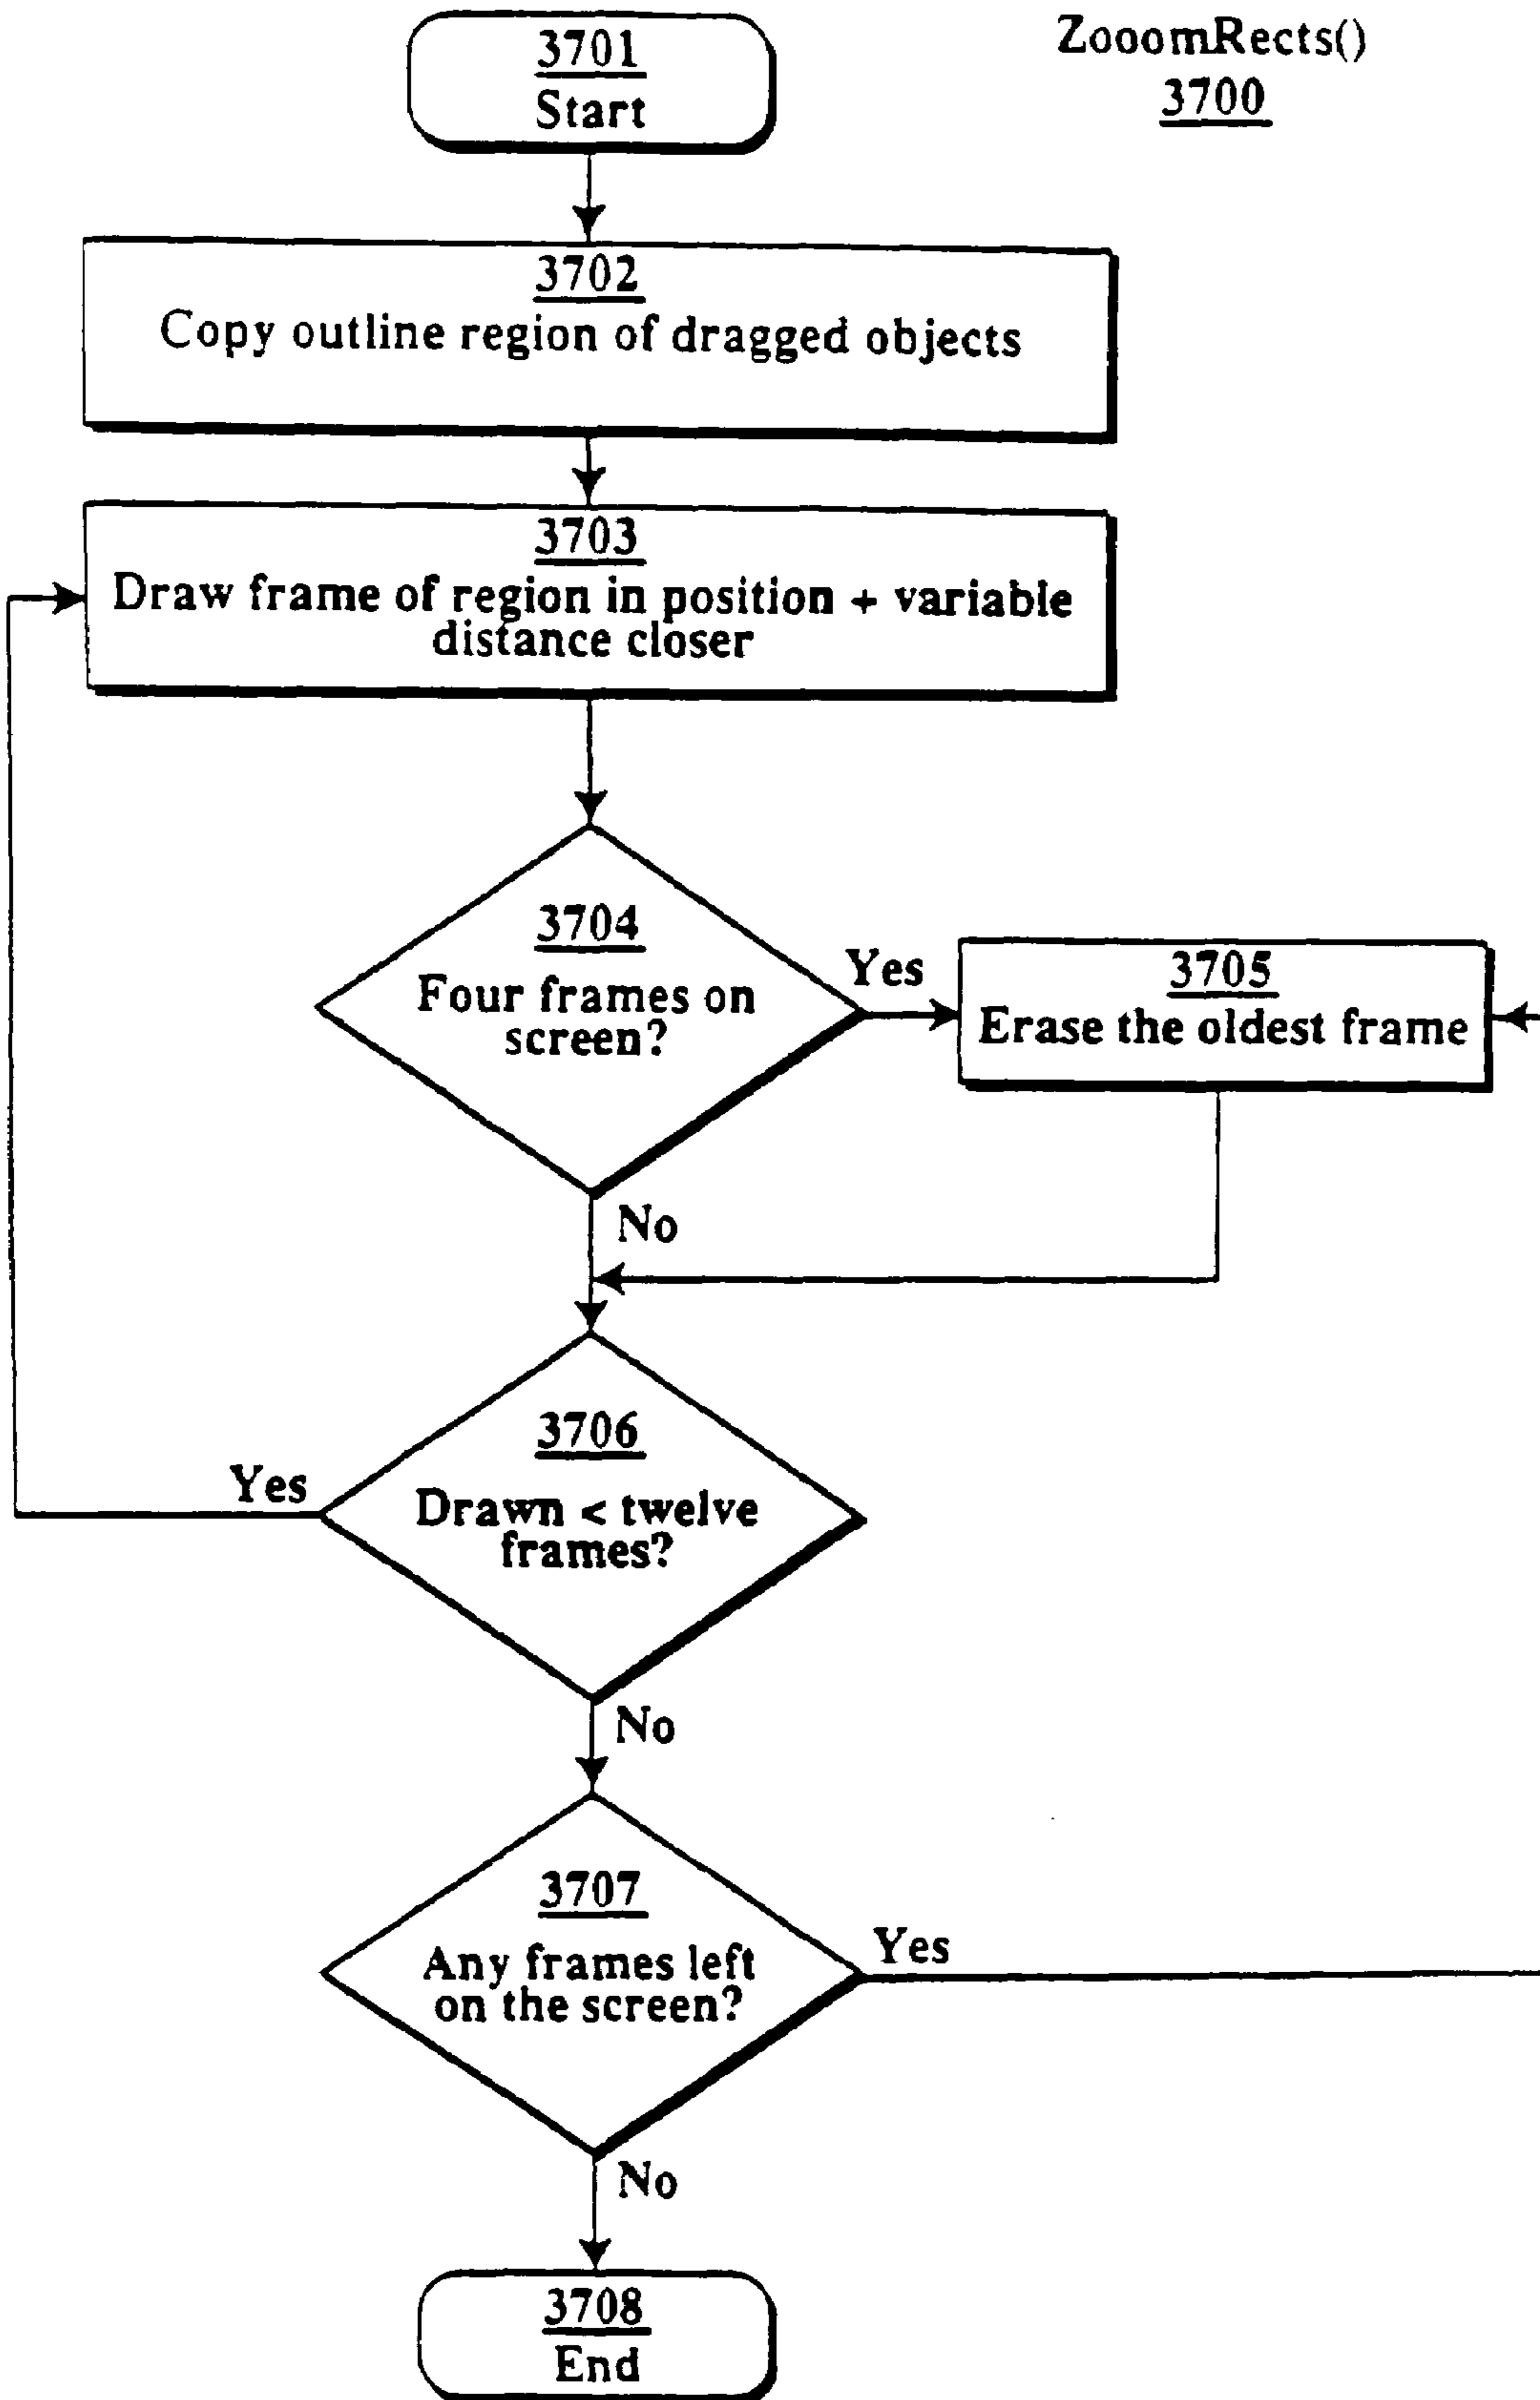 ZooomRects()
3700
3701
Start
3702
Copy outline region of dragged objects
3703
Draw frame of region in position + variable
distance closer
3704
Four frames on
screen?
Yes
3705
Erase the oldest frame
No
3706
Drawn < twelve
frames?
Yes
No
3707
Any frames left
on the screen?
Yes
No
3708
End